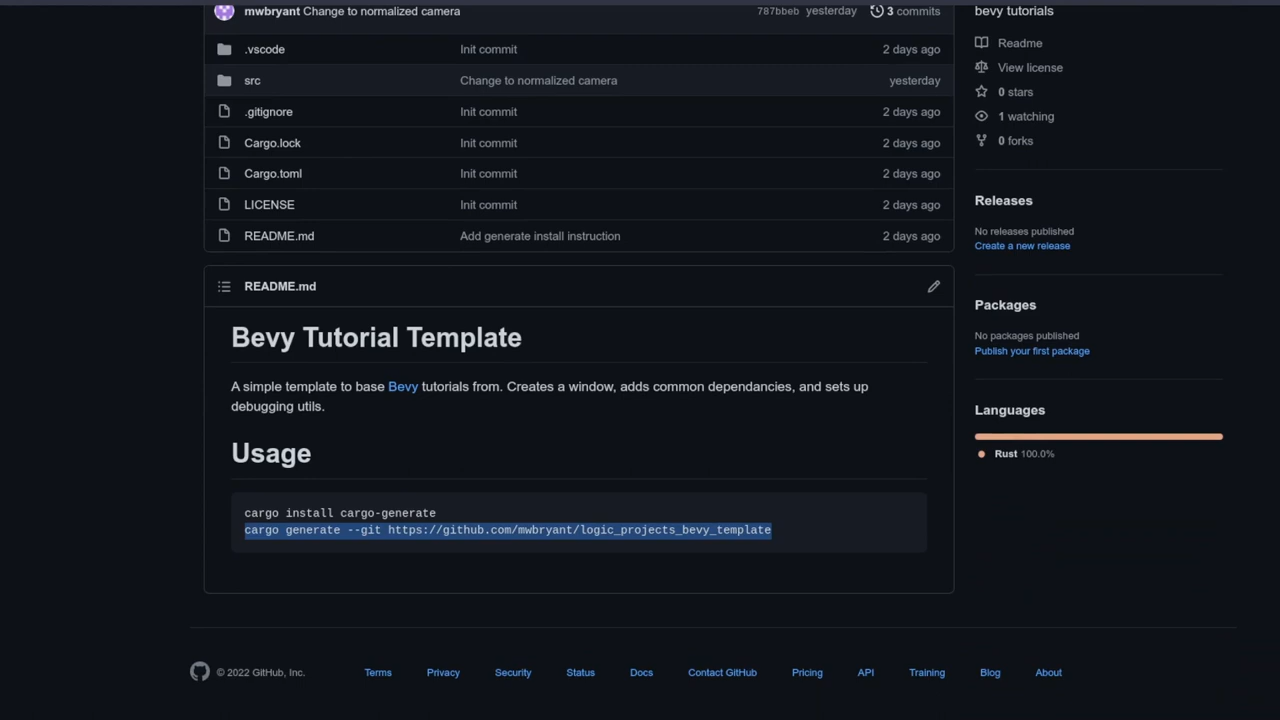 mwbryant Change to normalized camera 787bbeb yesterday 3 commits
.vscode Init commit 2 days ago
src Change to normalized camera yesterday
.gitignore Init commit 2 days ago
Cargo.lock Init commit 2 days ago
Cargo.toml Init commit 2 days ago
LICENSE Init commit 2 days ago
README.md Add generate install instruction 2 days ago
README.md
Bevy Tutorial Template
A simple template to base Bevy tutorials from. Creates a window, adds common dependancies, and sets up
debugging utils.
Usage
cargo install cargo-generate
cargo generate --git https://github.com/mwbryant/logic_projects_bevy_template
bevy tutorials
Readme
View license
0 stars
1 watching
0 forks
Releases
No releases published
Create a new release
Packages
No packages published
Publish your first package
Languages
Rust 100.0%
© 2022 GitHub, Inc. Terms Privacy Security Status Docs Contact GitHub Pricing API Training Blog About